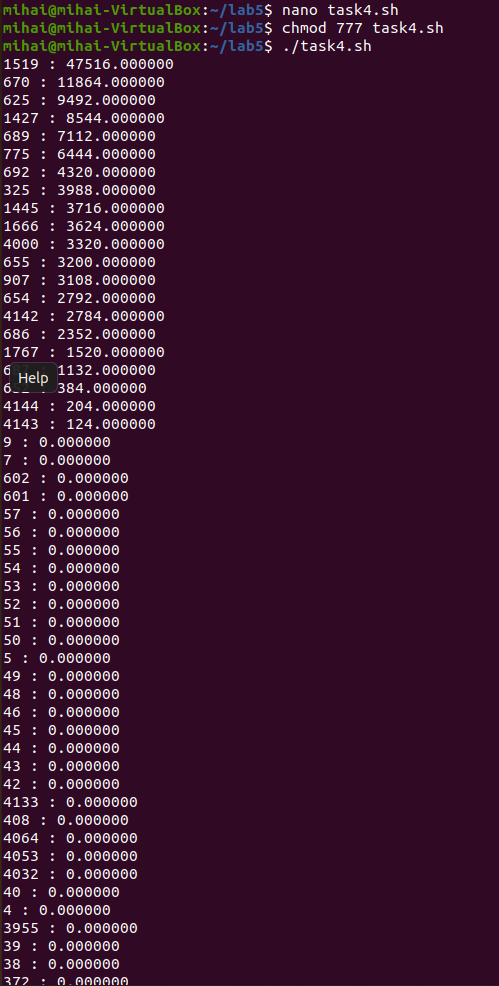 mihai@mihai-VirtualBox:~/lab5$ nano task4.sh
mihai@mihai-VirtualBox:~/lab5$ chmod 777 task4.sh
mihai@mihai-VirtualBox:~/lab5$ ./task4.sh
1519 : 47516.000000
670 : 11864.000000
625 : 9492.000000
1427 : 8544.000000
689 : 7112.000000
775 : 6444.000000
692 : 4320.000000
325 : 3988.000000
1445 : 3716.000000
1666 : 3624.000000
4000 : 3320.000000
655 : 3200.000000
907 : 3108.000000
654 : 2792.000000
4142 : 2784.000000
686 : 2352.000000
1767 : 1520.000000
1132.000000
Help
384.000000
4144 : 204.000000
4143 : 124.000000
9 : 0.000000
7 : 0.000000
602 : 0.000000
601 : 0.000000
57 : 0.000000
56 : 0.000000
55 : 0.000000
54 : 0.000000
53 : 0.000000
52 : 0.000000
51 : 0.000000
50 : 0.000000
5 : 0.000000
49 : 0.000000
48 : 0.000000
46 : 0.000000
45 : 0.000000
44 : 0.000000
43 : 0.000000
42 : 0.000000
4133 : 0.000000
408 : 0.000000
4064 : 0.000000
4053 : 0.000000
4032 : 0.000000
40 : 0.000000
4 : 0.000000
3955 : 0.000000
39 : 0.000000
38 : 0.000000
372 : 0.000000